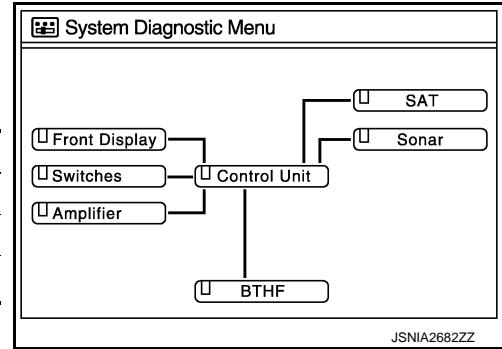 System Diagnostic Menu
SAT
Front Display
Sonar
Switches
Control Unit
Amplifier
BTHF
JSNIA2682ZZ